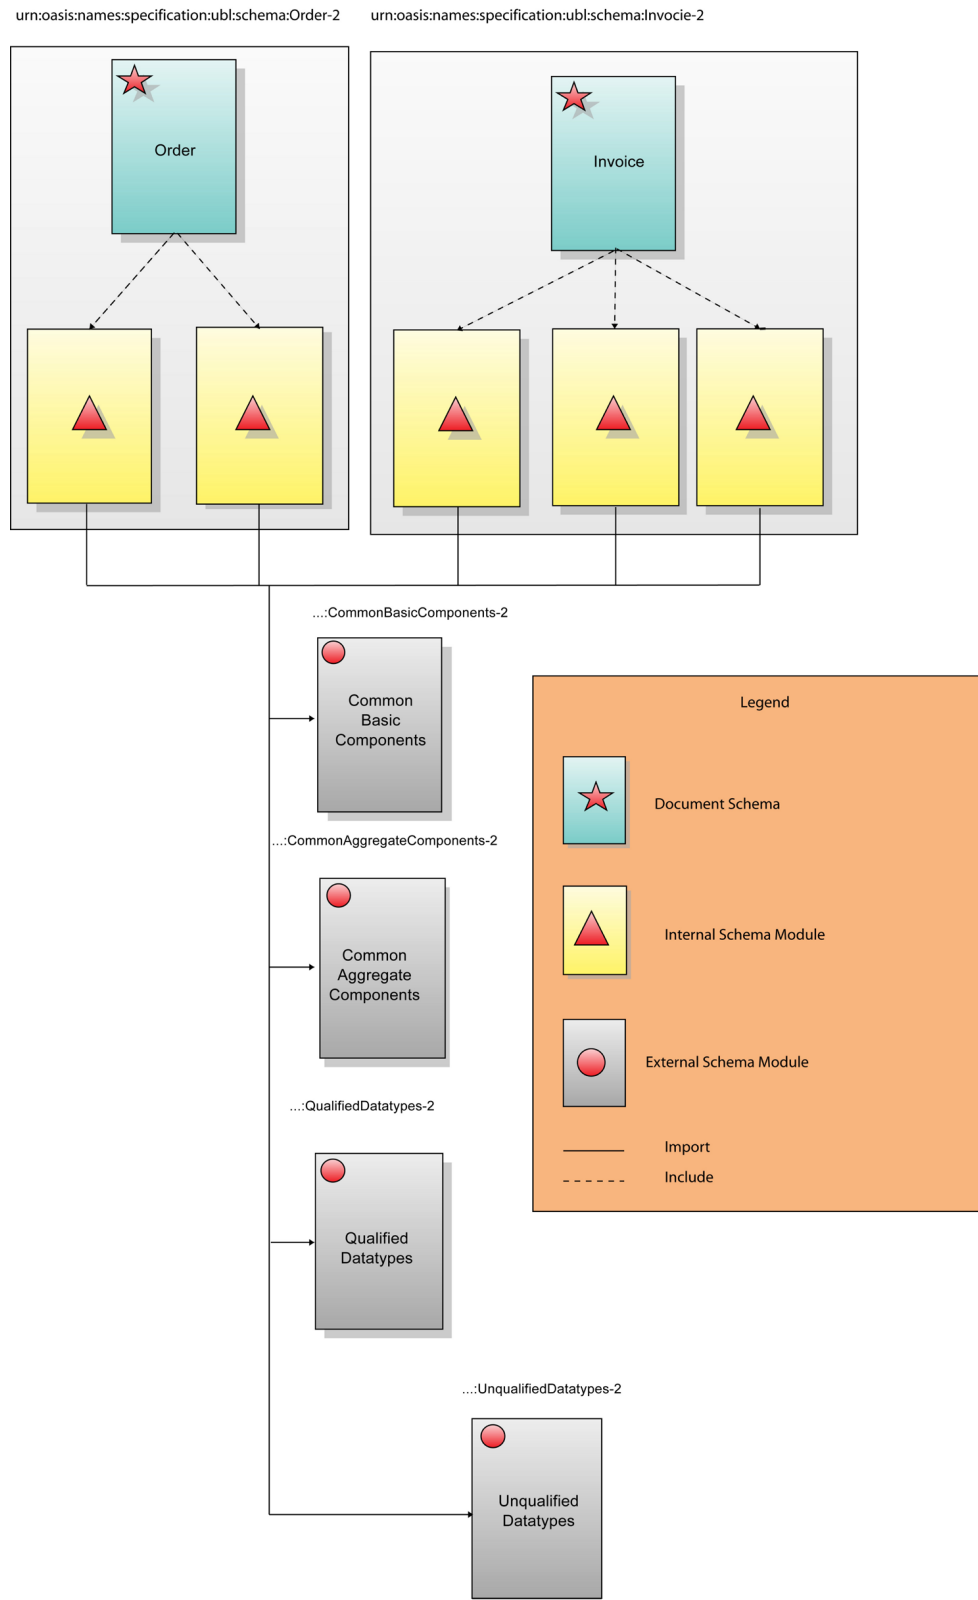 urn:oasis:names:specification:ubl:schema:Order-2
urn:oasis:names:specification:ubl:schema:Invocie-2
Order
Invoice
...:CommonBasicComponents-2
Common
Basic
Components
...:CommonAggregateComponents-2
Common
Aggregate
Components
...:QualifiedDatatypes-2
Qualified
Datatypes
...:UnqualifiedDatatypes-2
Unqualified
Datatypes
Legend
Document Schema
Internal Schema Module
External Schema Module
Import
Include